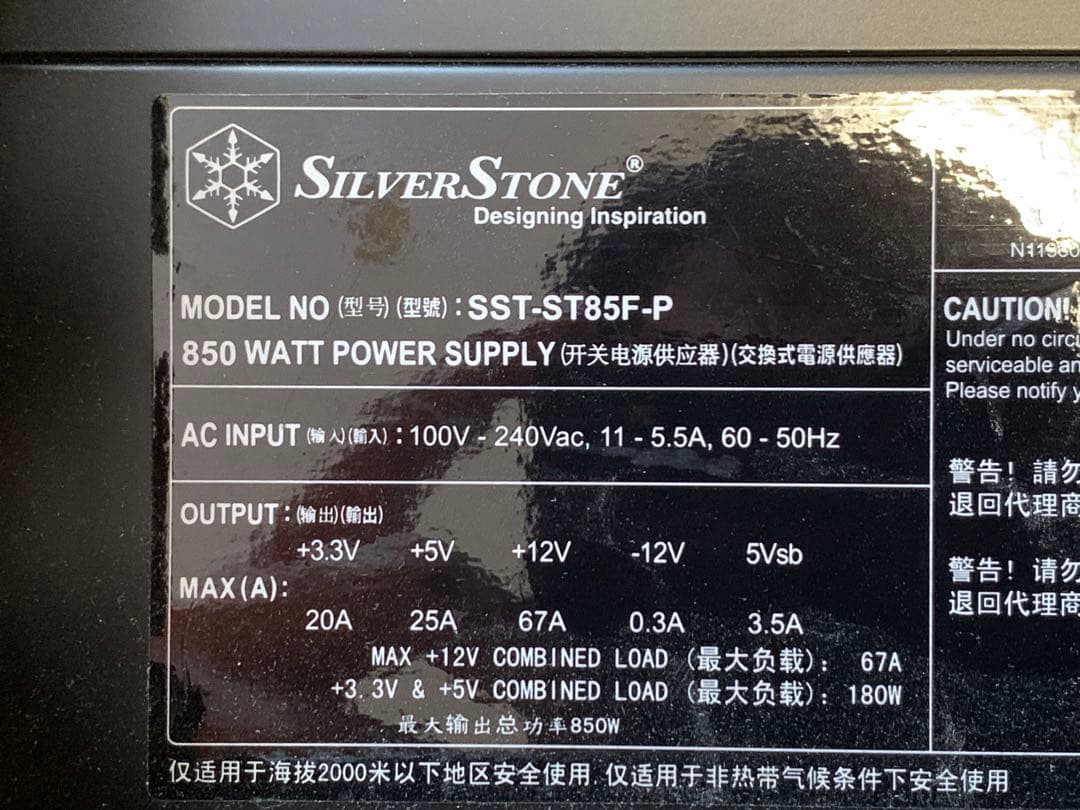 SILVERSTONE®
Designing Inspiration
MODEL NO (型号) (型號) : SST-ST85F-P
850 WATT POWER SUPPLY (开关电源供应器) (交換式電源供應器)
AC INPUT (输入) (輸入) : 100V - 240Vac, 11 - 5.5A, 60 - 50Hz
OUTPUT : (输出) (輸出)
+3.3V +5V +12V -12V 5Vsb
MAX (A) :
20A 25A 67A 0.3A 3.5A
MAX +12V COMBINED LOAD (最大负载) : 67A
+3.3V & +5V COMBINED LOAD (最大负载) : 180W
最大输出总功率850W
仅适用于海拔2000米以下地区安全使用. 仅适用于非热带气候条件下安全使用
CAUTION!
Under no
serviceable
Please notify
警告! 請勿
退回代理商
警告! 请勿
退回代理商